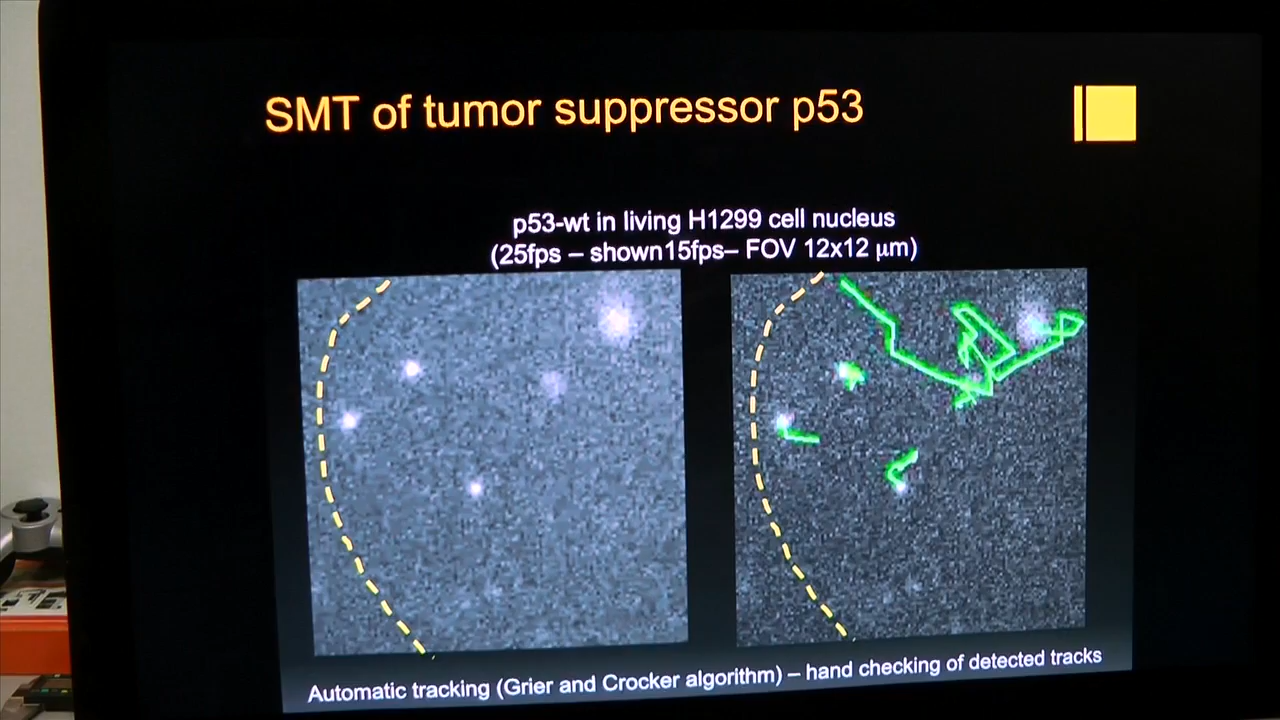 SMT of tumor suppressor p53
p53-wt in living H1299 cell nucleus
(25fps – shown15fps– FOV 12x12 μm)
Automatic tracking (Grier and Crocker algorithm) – hand checking of detected tracks